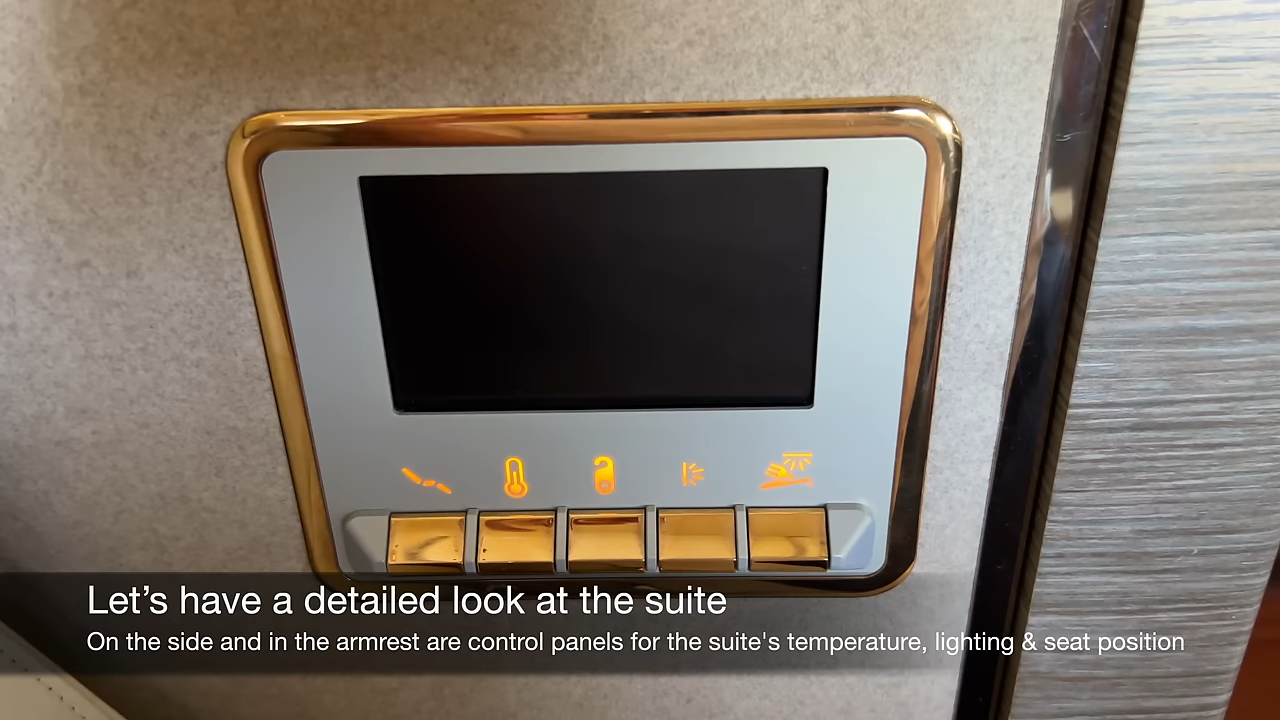 Let’s have a detailed look at the suite
On the side and in the armrest are control panels for the suite's temperature, lighting & seat position